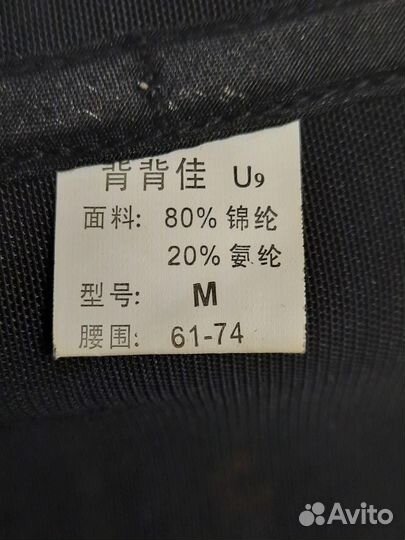 背背佳 U9
面料: 80% 锦纶
20% 氨纶
型号: M
腰围: 61-74
Avito